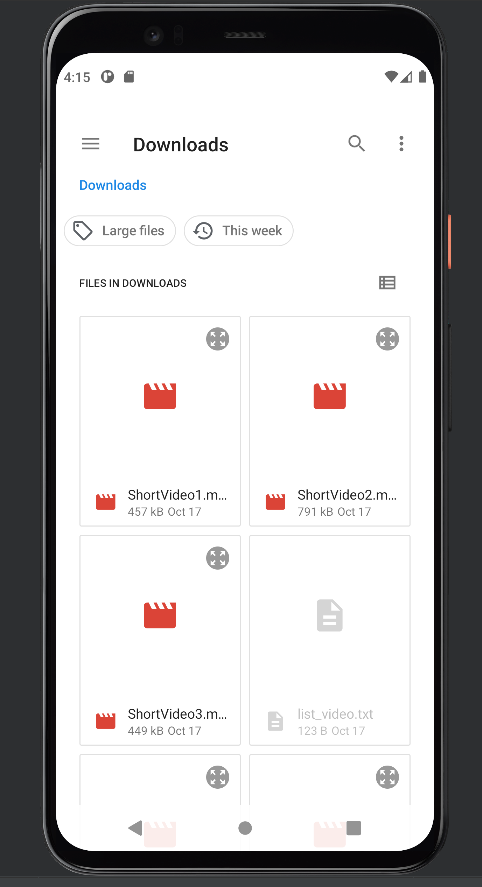 4:15
Downloads
Downloads
Large files
This week
FILES IN DOWNLOADS
ShortVideo1.m...
457 kB Oct 17
ShortVideo2.m...
791 kB Oct 17
ShortVideo3.m...
449 kB Oct 17
list_video.txt
123 B Oct 17